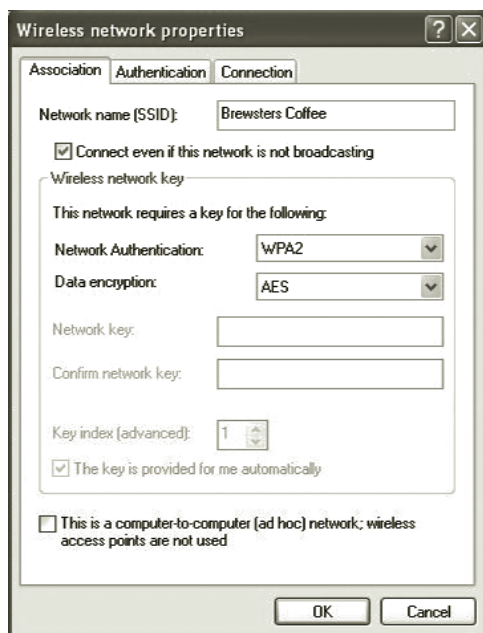 Wireless network properties
Association Authentication Connection
Network name (SSID): Brewsters Coffee
Connect even if this network is not broadcasting
Wireless network key
This network requires a key for the following:
Network Authentication: WPA2
Data encryption: AES
Network key:
Confirm network key:
Key index (advanced): 1
The key is provided for me automatically
This is a computer-to-computer (ad hoc) network; wireless
access points are not used
OK Cancel